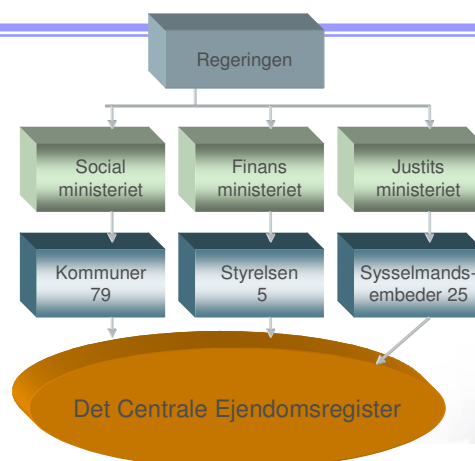 Regeringen
Social
ministeriet
Finans
ministeriet
Justits
ministeriet
Kommuner
79
Styrelsen
5
Sysselmands-
embeder 25
Det Centrale Ejendomsregister